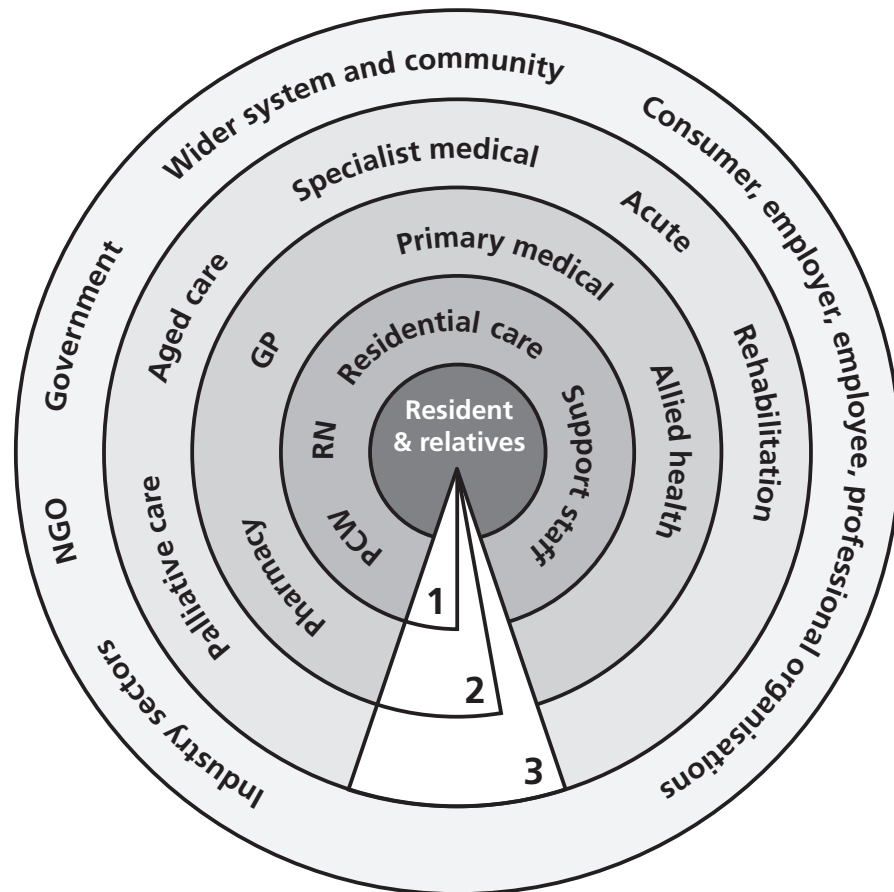 Wider system and community
Consumer, employer, employee, professional organisations
Government
NGO
Industry sectors
Specialist medical
Acute
Rehabilitation
Aged care
Palliative care
Primary medical
Allied health
GP
Pharmacy
Residential care
Support staff
RN
PCW
Resident
& relatives
1
2
3